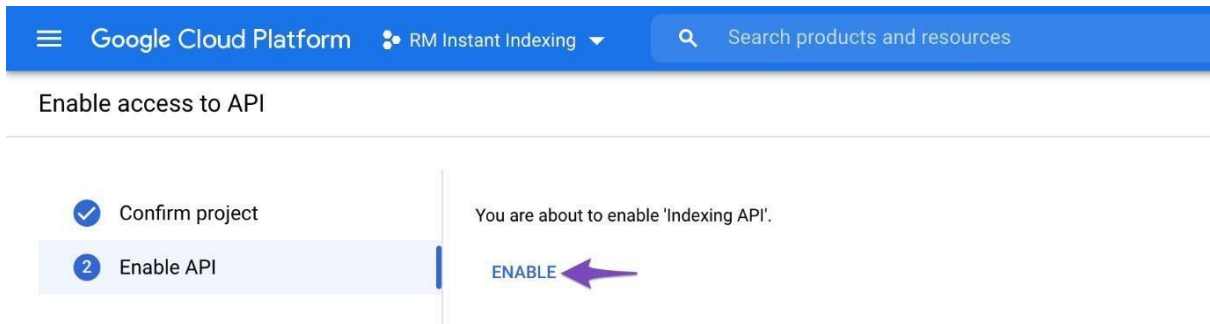 Google Cloud Platform RM Instant Indexing Search products and resources
Enable access to API
Confirm project
You are about to enable 'Indexing API'.
2 Enable API
ENABLE